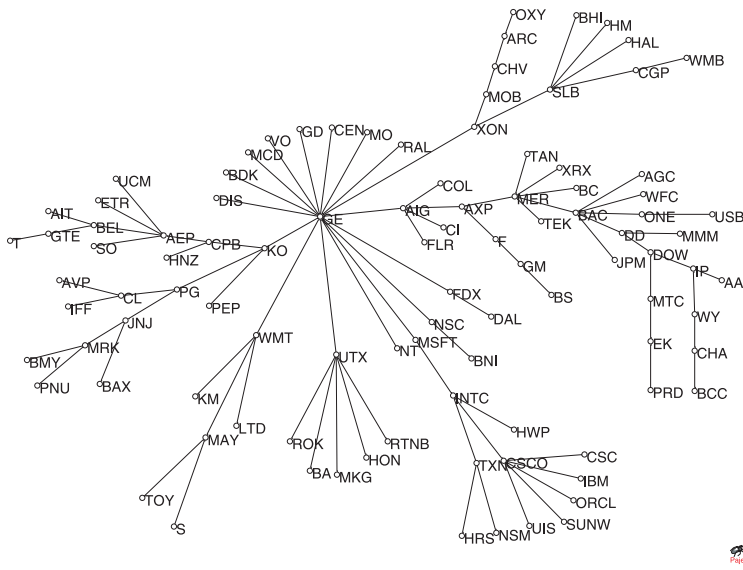 OXY
BHI
HM
ARC
HAL
WMB
CHV
CGP
SLB
MOB
GD
CEN
MO
XON
VO
RAL
MCD
TAN
BDK
XRX
AGC
UCM
COL
BC
WFC
ETR
DIS
MER
AIT
GE
AIG
AXP
BAC
ONE
USB
BEL
TEK
GTE
AEP
CI
DD
MMM
T
SO
CPB
KO
FLR
F
JPM
DOW
HNZ
GM
IP
AVP
PG
AA
CL
FDX
BS
IFF
PEP
MTC
JNJ
DAL
WY
NSC
WMT
MSFT
MRK
NT
EK
BMY
UTX
BNI
CHA
PNU
BAX
KM
INTC
PRD
BCC
LTD
HWP
MAY
ROK
RTNB
CSC
HON
TXN
CSCO
BA
MKG
IBM
TOY
ORCL
S
HRS
NSM
UIS
SUNW
Paje